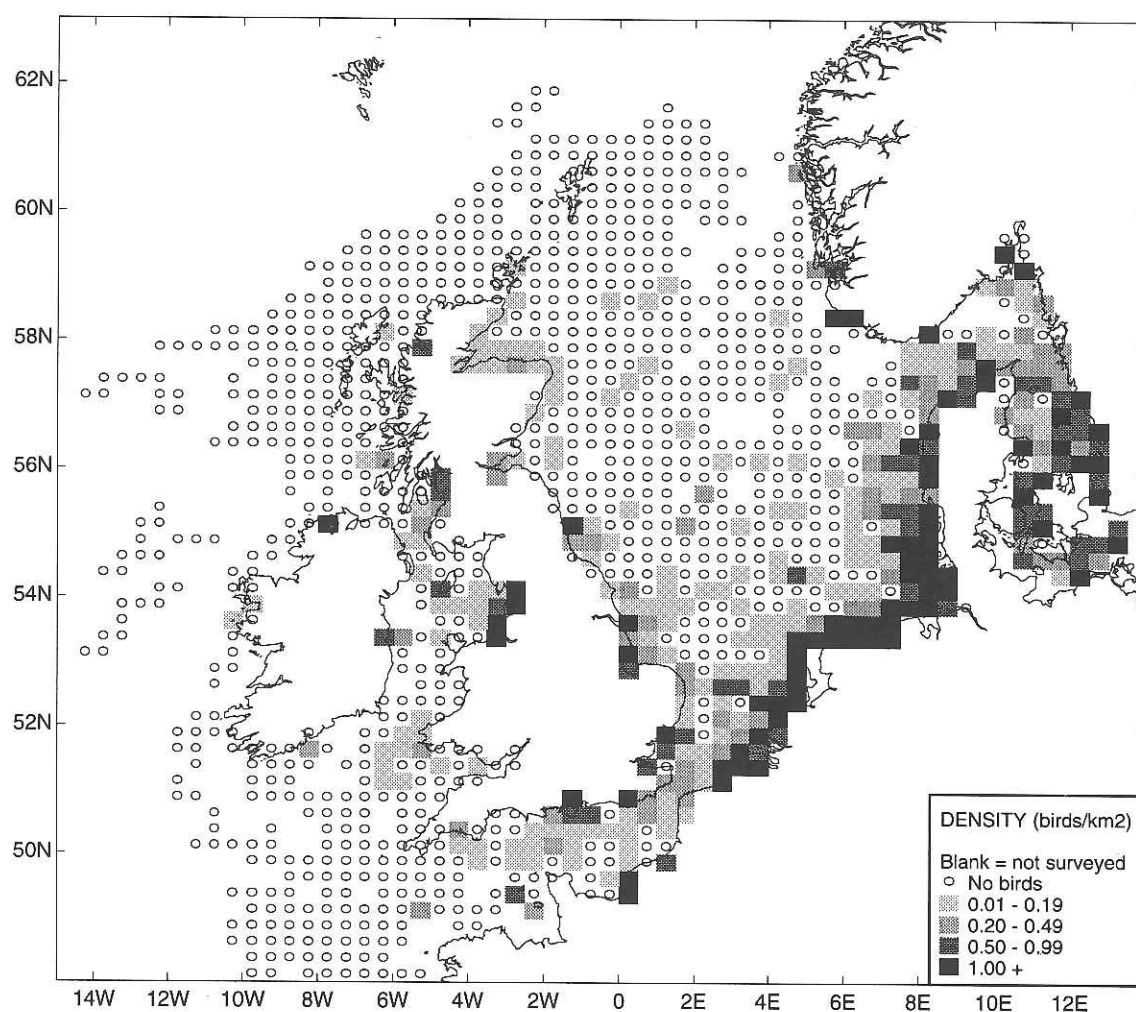 62N
60N
58N
56N
54N
52N
50N
DENSITY (birds/km2)
Blank = not surveyed
No birds
0.01 - 0.19
0.20 - 0.49
0.50 - 0.99
1.00 +
14W 12W 10W 8W 6W 4W 2W 0 2E 4E 6E 8E 10E 12E